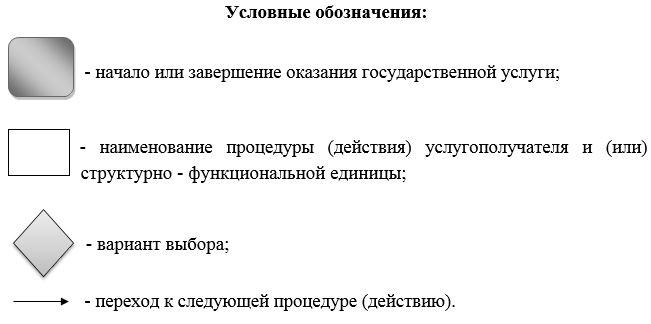 Условные обозначения:
- начало или завершение оказания государственной услуги;
- наименование процедуры (действия) услугополучателя и (или)
структурно - функциональной единицы;
- вариант выбора;
- переход к следующей процедуре (действию).